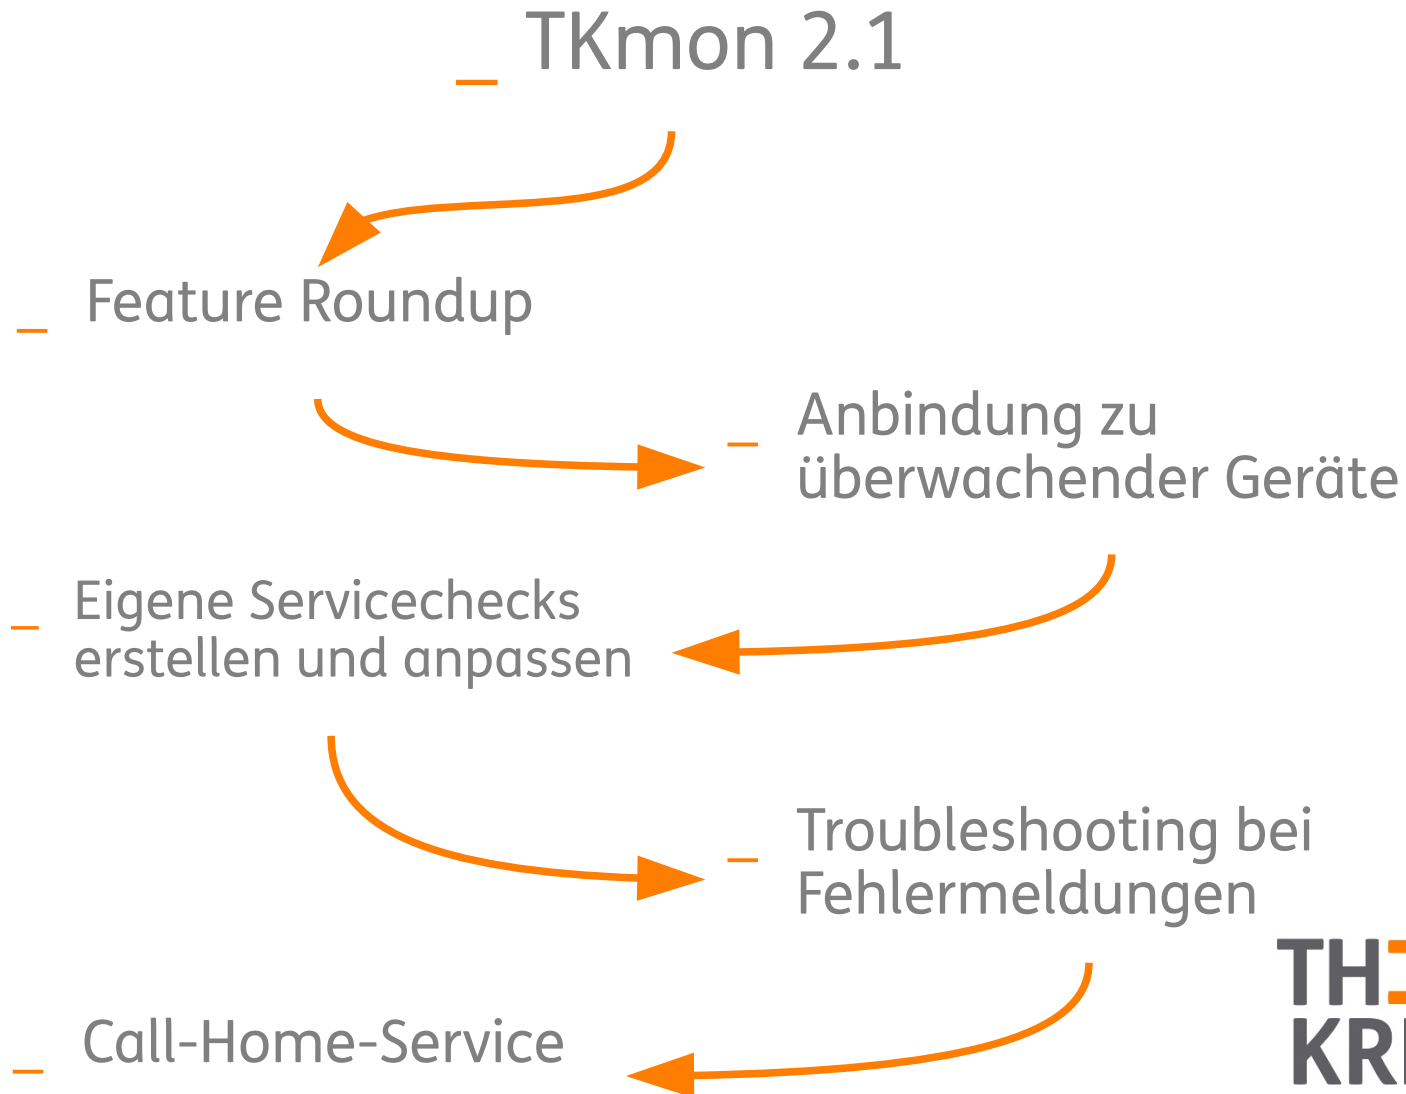 TKmon 2.1
Feature Roundup
Anbindung zu
überwachender Geräte
Eigene Servicechecks
erstellen und anpassen
Troubleshooting bei
Fehlermeldungen
Call-Home-Service